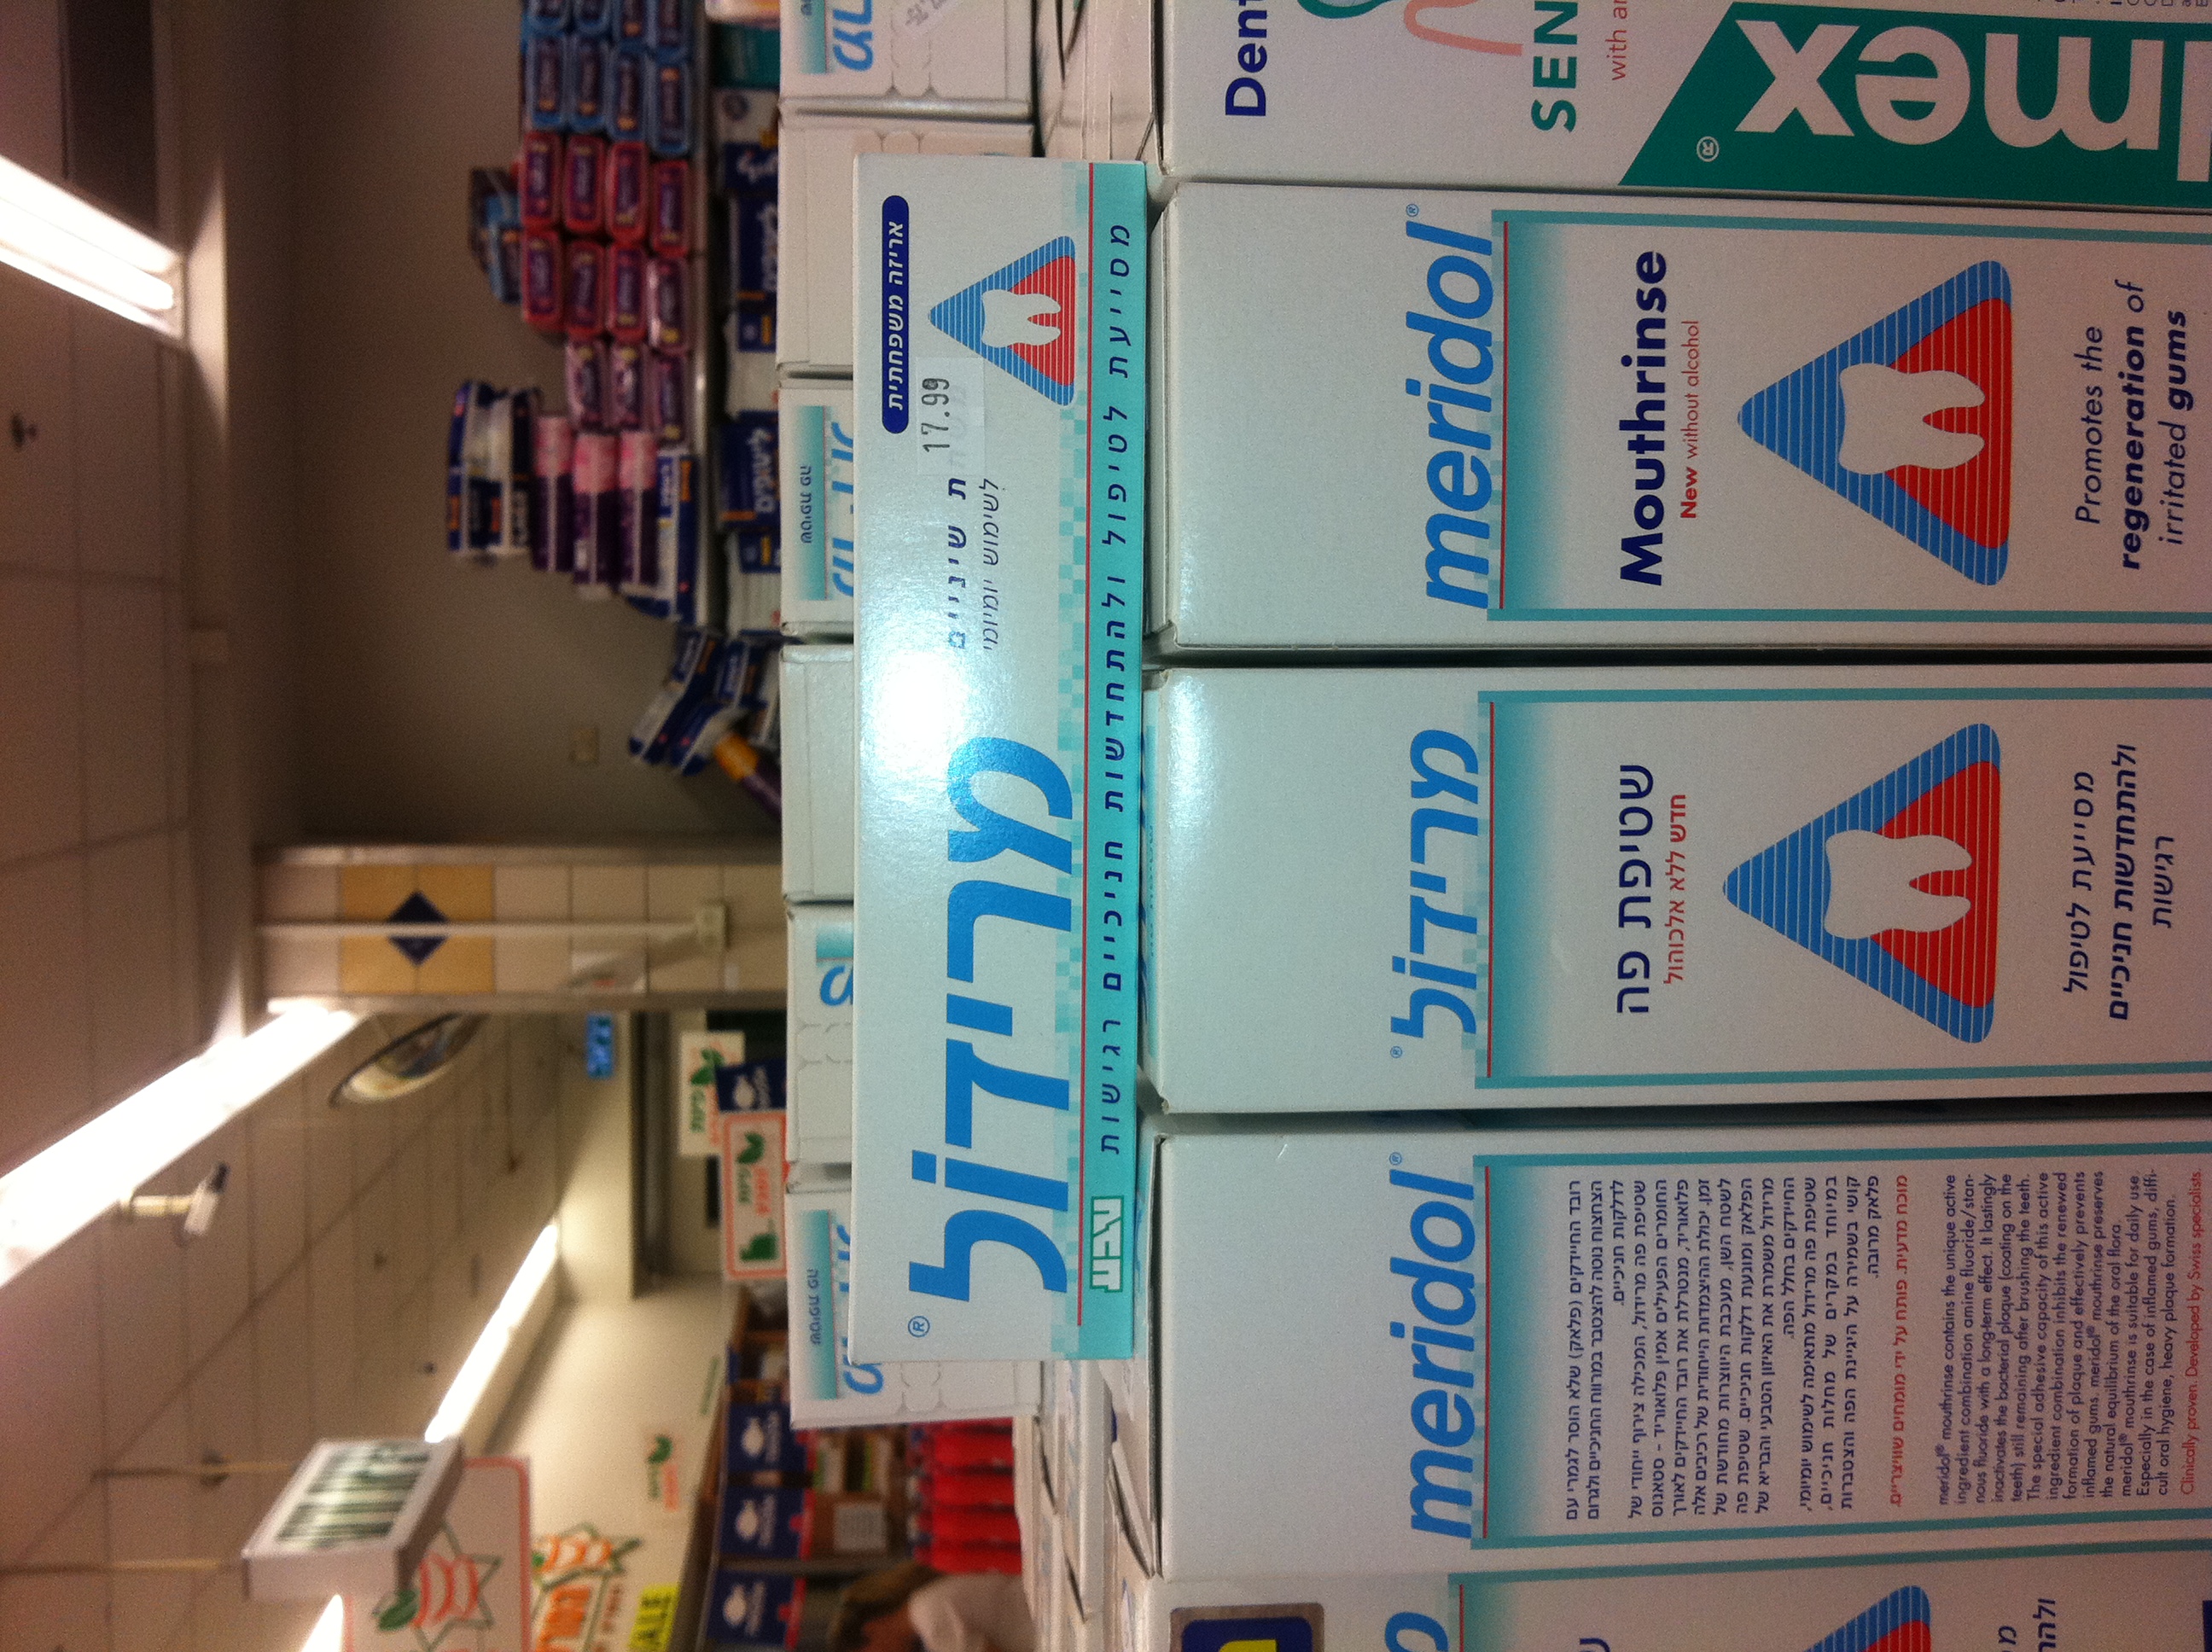 ALE
ליטופים
ליטופים
אריזה משפחתית
17.99
מרידול®
ת שיניים
לשימוש יומיומי
טבע
מסייעת לטיפול ולהתחדשות חניכיים רגישות
meridol®
רובד החיידקים (פלאק) שלא הוסר לגמרי עם
הצחצוח נוטה להצטבר במרווח החניכיים ולגרום
לדלקות חניכיים.
שטיפת פה מרידול, המכילה צירוף ייחודי של
החומרים הפעילים אמין פלואוריד - סטאנוס
פלואוריד, מנטרלת את רובד החיידקים לאורך
זמן. יכולת ההיצמדות הייחודית של רכיבים אלה
לשטח השן, מעכבת היווצרות מחודשת של
הפלאק ומונעת דלקות חניכיים. שטיפת פה
מרידול משמרת את האיזון הטבעי והבריא של
החיידקים בחלל הפה.
שטיפת פה מרידול מתאימה לשימוש יומיומי,
במיוחד במקרים של מחלות חניכיים,
קושי בשמירה על היגיינת הפה והצטברות
פלאק מרובה.
מוכח מדעית. פותח על ידי מומחים שוויצריים.
meridol® mouthrinse contains the unique active
ingredient combination amine fluoride/stan-
nous fluoride with a long-term effect. It lastingly
inactivates the bacterial plaque (coating on the
teeth) still remaining after brushing the teeth.
The special adhesive capacity of this active
ingredient combination inhibits the renewed
formation of plaque and effectively prevents
inflamed gums. meridol® mouthrinse preserves
the natural equilibrium of the oral flora.
meridol® mouthrinse is suitable for daily use.
Especially in the case of inflamed gums, diffi-
cult oral hygiene, heavy plaque formation.
Clinically proven. Developed by Swiss specialists.
מרידול®
שטיפת פה
חדש ללא אלכוהול
מסייעת לטיפול
ולהתחדשות חניכיים
רגישות
meridol®
Mouthrinse
New without alcohol
Promotes the
regeneration of
irritated gums
Dent
SEN
with an
lmex®